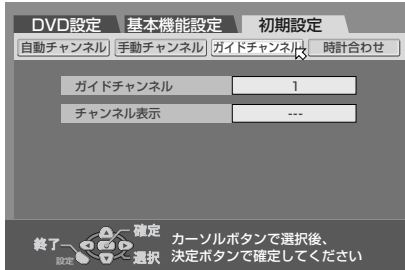 DVD設定 基本機能設定 初期設定
自動チャンネル 手動チャンネル ガイドチャンネル 時計合わせ
ガイドチャンネル 1
チャンネル表示 ---
確定
終了
設定 選択
カーソルボタンで選択後、
決定ボタンで確定してください